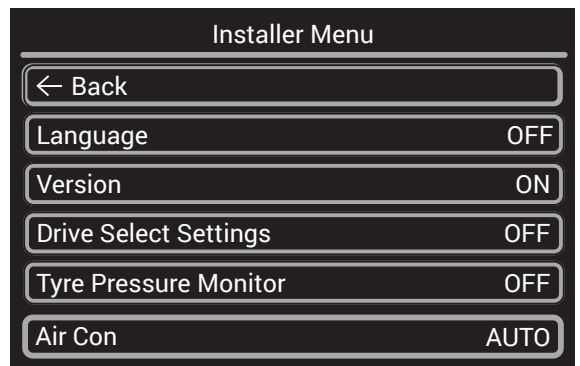 Installer Menu
← Back
Language OFF
Version ON
Drive Select Settings OFF
Tyre Pressure Monitor OFF
Air Con AUTO